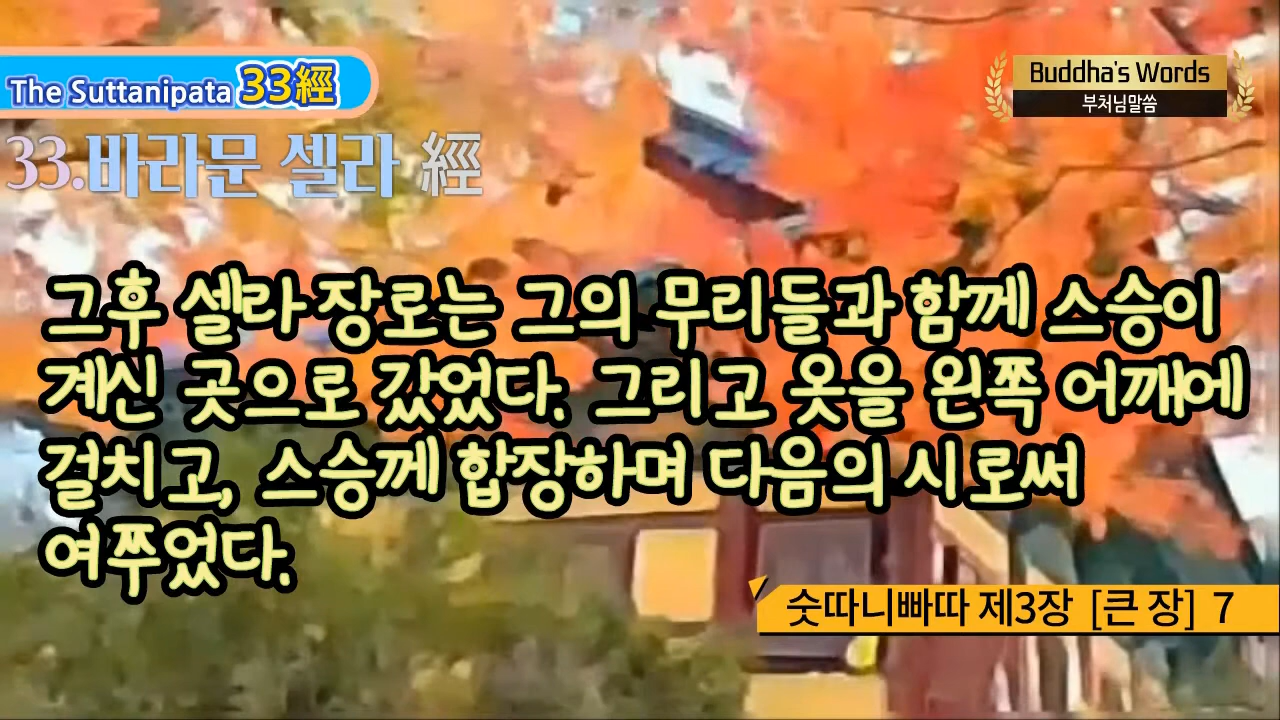 The Suttanipata 33經
Buddha's Words
부처님말씀
33.바라문 셀라 經
그후 셀라 장로는 그의 무리들과 함께 스승이
계신 곳으로 갔었다. 그리고 옷을 왼쪽 어깨에
걸치고, 스승께 합장하며 다음의 시로써
여쭈었다.
숫따니빠따 제3장 [큰 장] 7